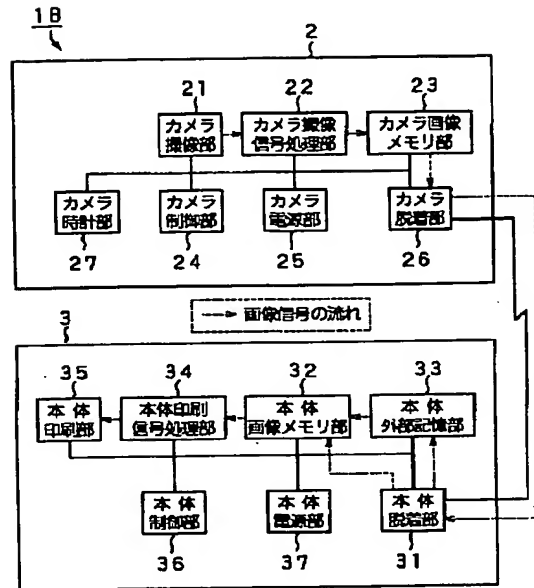 1B
2
21
22
23
カメラ
撮像部
カメラ撮像
信号処理部
カメラ画像
メモリ部
カメラ
時計部
カメラ
制御部
カメラ
電源部
カメラ
脱着部
27
24
25
26
画像信号の流れ
3
35
34
32
33
本体
印刷部
本体印刷
信号処理部
本体
画像メモリ部
本体
外部記憶部
本体
制御部
本体
電源部
本体
脱着部
36
37
31